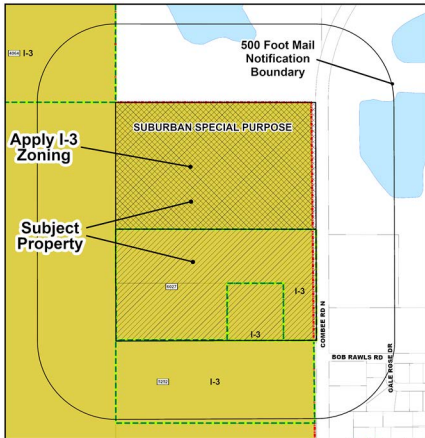 4064 I-3
500 Foot Mail
Notification
Boundary
SUBURBAN SPECIAL PURPOSE
Apply I-3
Zoning
Subject
Property
I-3
I-3
COMBEE RD N
BOB RAWLS RD
GALE ROSE DR
I-3